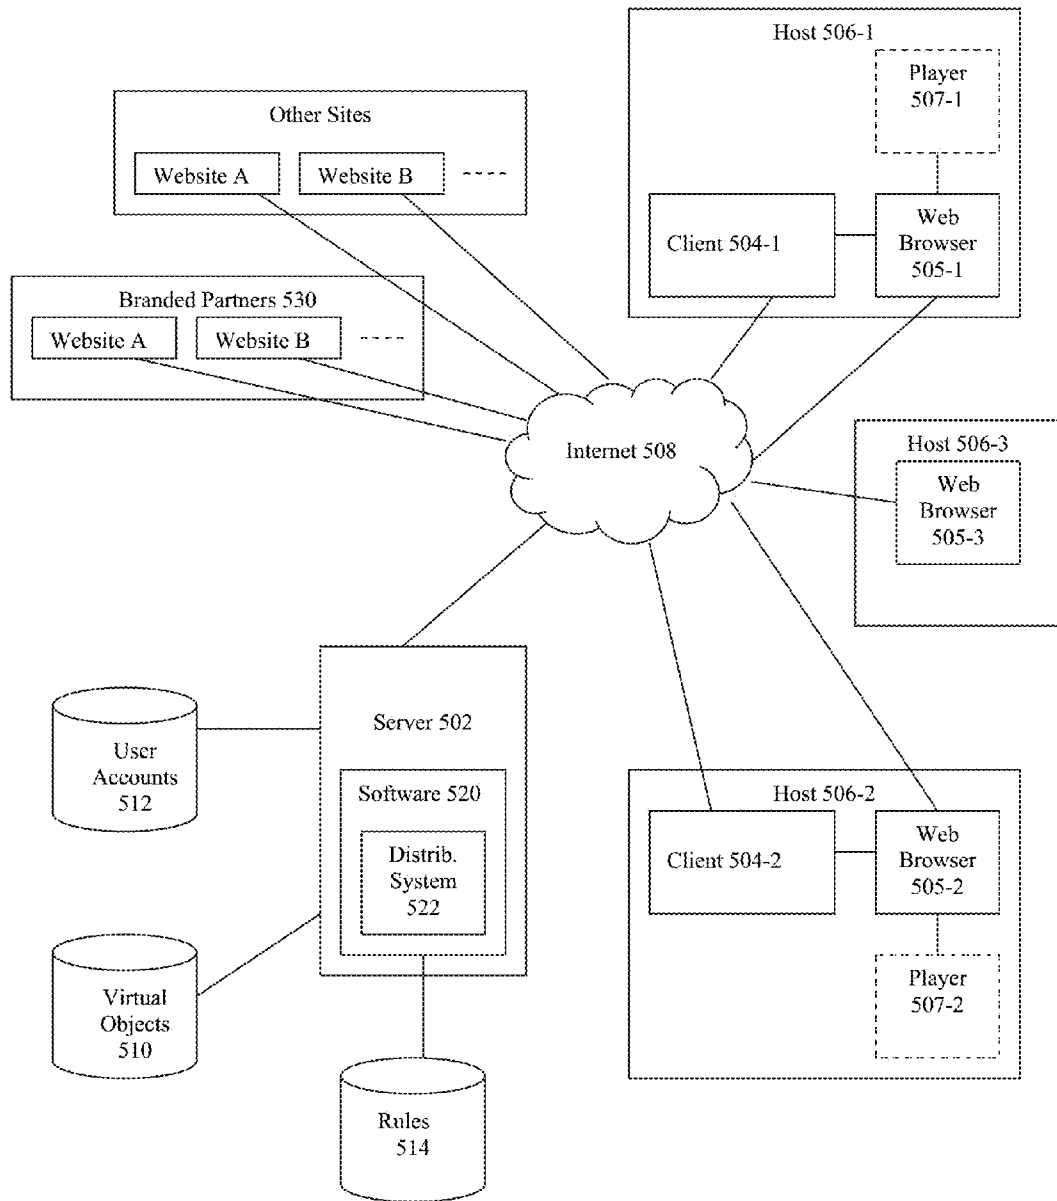 Host 506-1
Player
507-1
Other Sites
Website A
Website B
Client 504-1
Web
Browser
505-1
Branded Partners 530
Website A
Website B
Internet 508
Host 506-3
Web
Browser
505-3
Server 502
User
Accounts
512
Software 520
Distrib.
System
522
Host 506-2
Client 504-2
Web
Browser
505-2
Player
507-2
Virtual
Objects
510
Rules
514